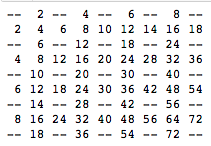 --  2 --  4 --  6 --  8 --
 2  4  6  8 10 12 14 16 18
--  6 -- 12 -- 18 -- 24 --
 4  8 12 16 20 24 28 32 36
-- 10 -- 20 -- 30 -- 40 --
 6 12 18 24 30 36 42 48 54
-- 14 -- 28 -- 42 -- 56 --
 8 16 24 32 40 48 56 64 72
-- 18 -- 36 -- 54 -- 72 --